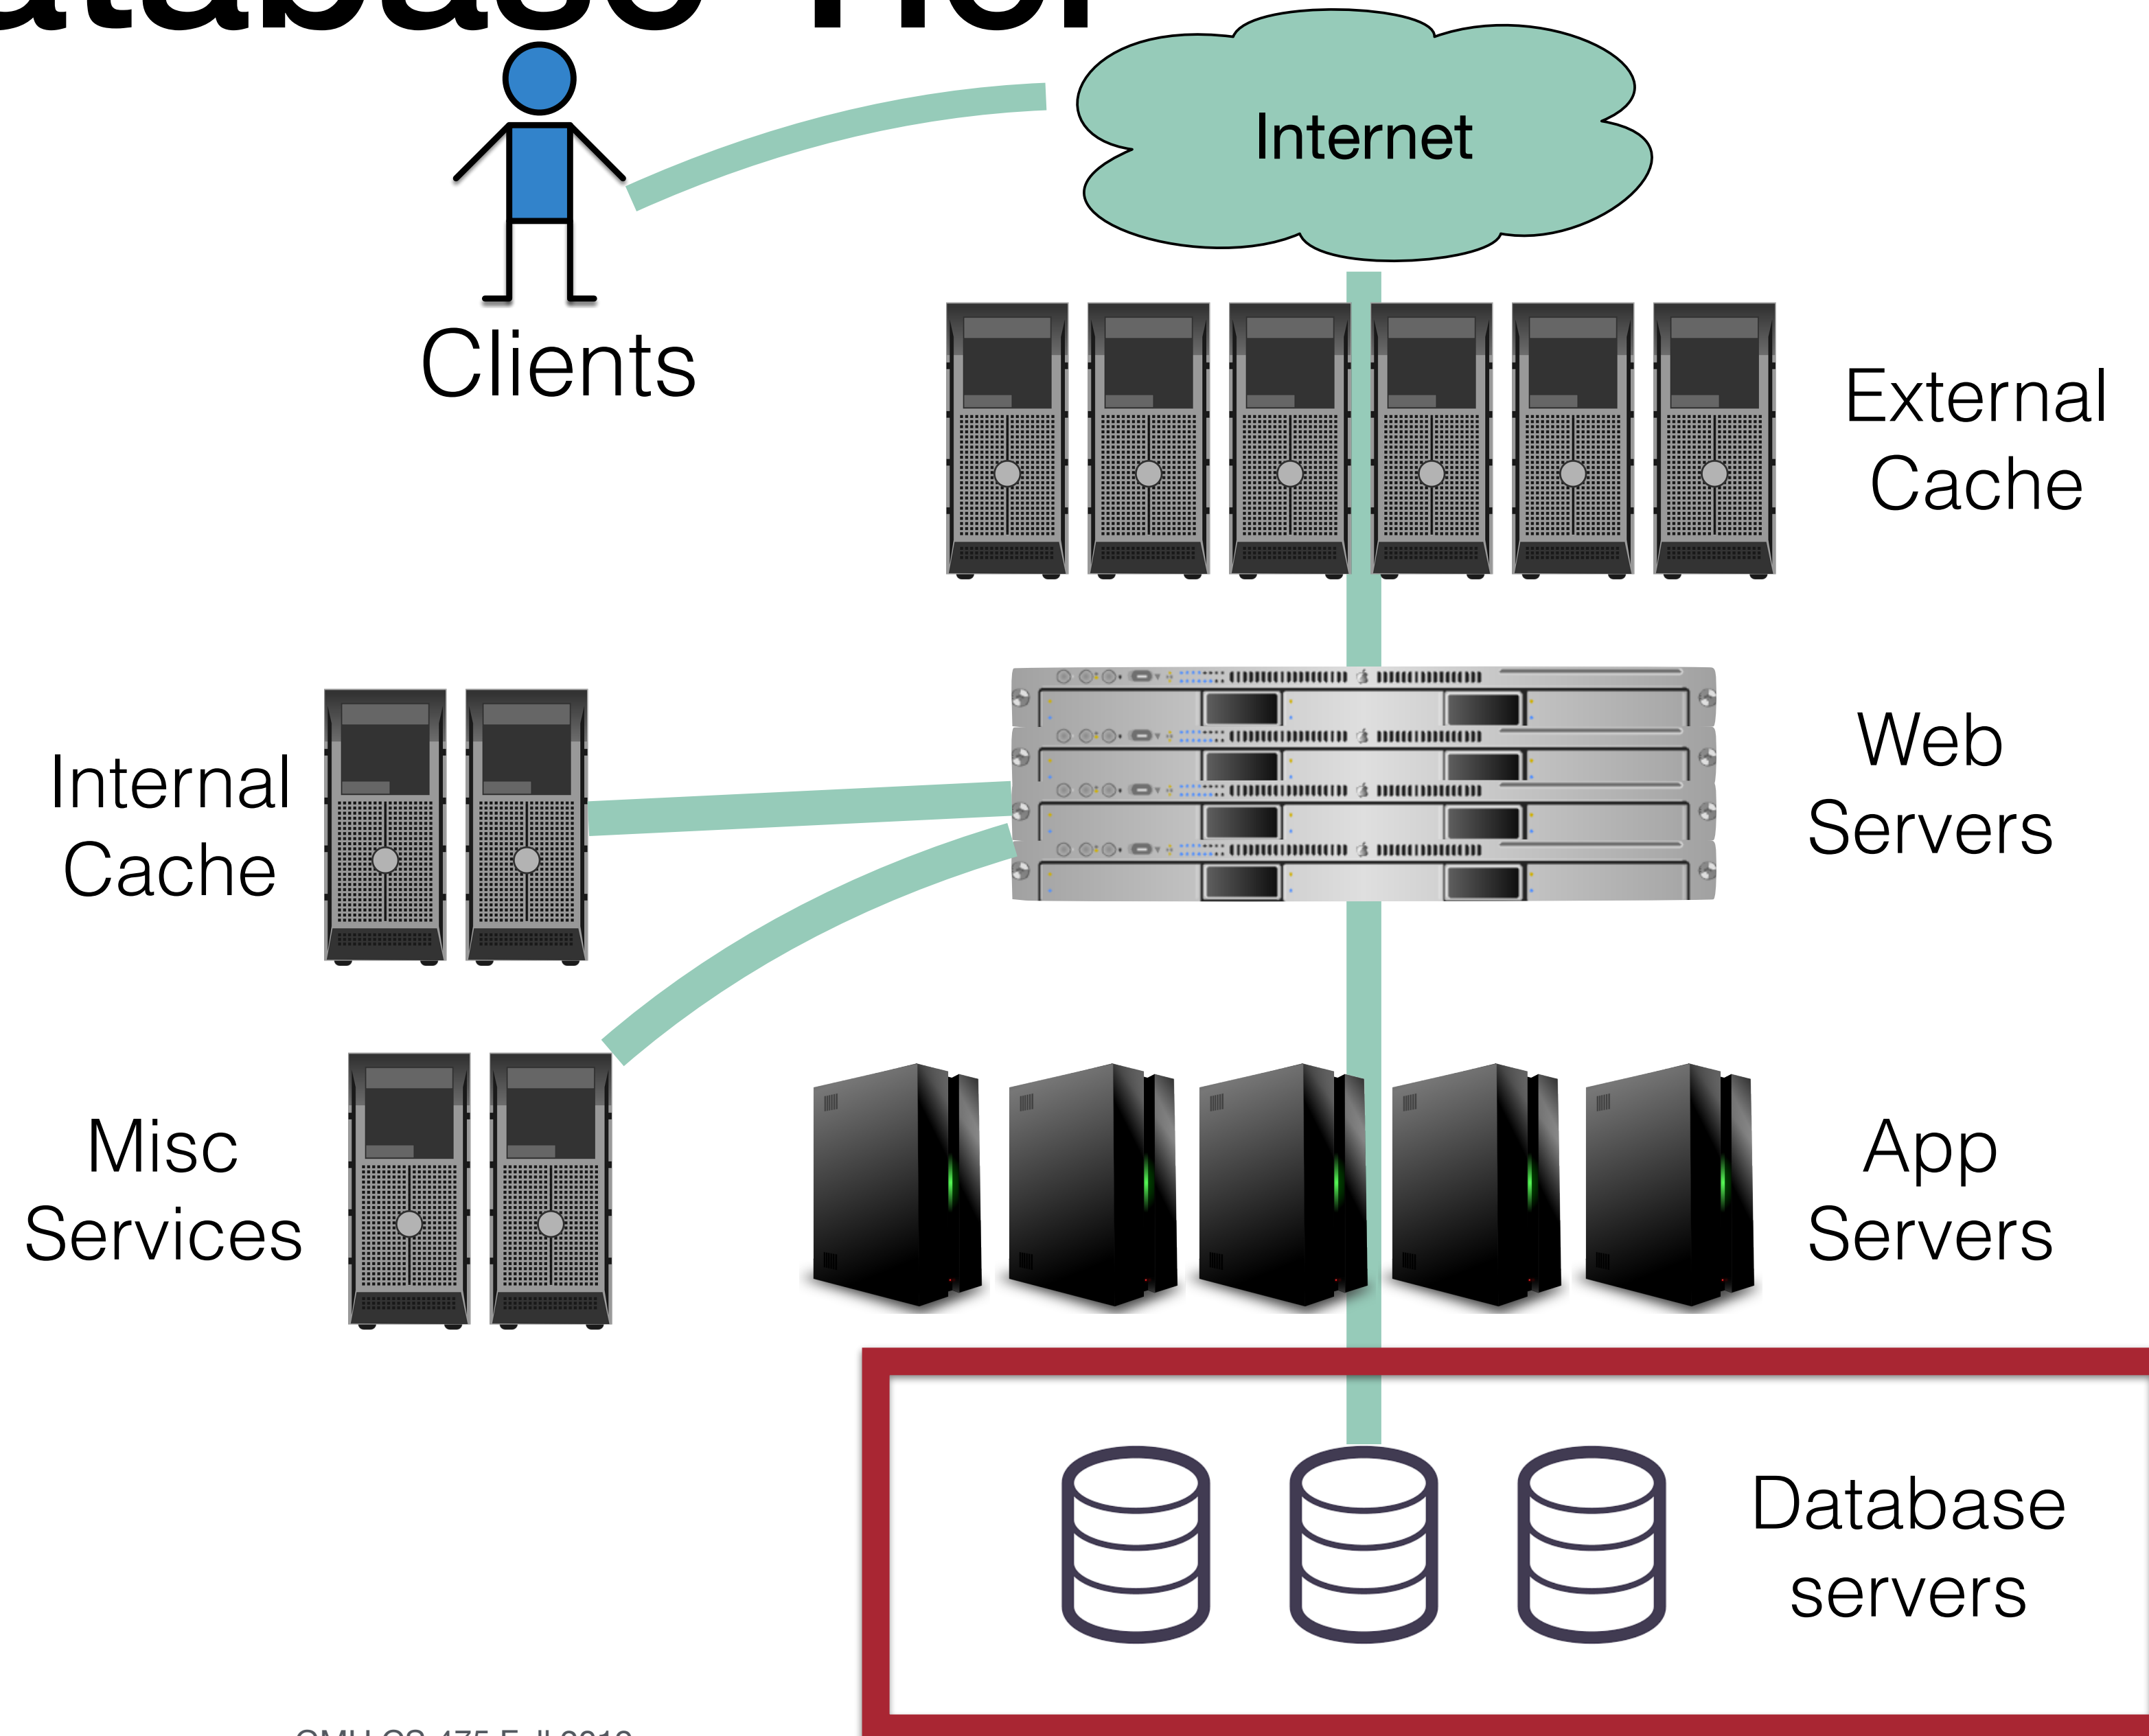 Internet
Clients
External
Cache
Internal
Cache
Web
Servers
Misc
Services
App
Servers
Database
servers